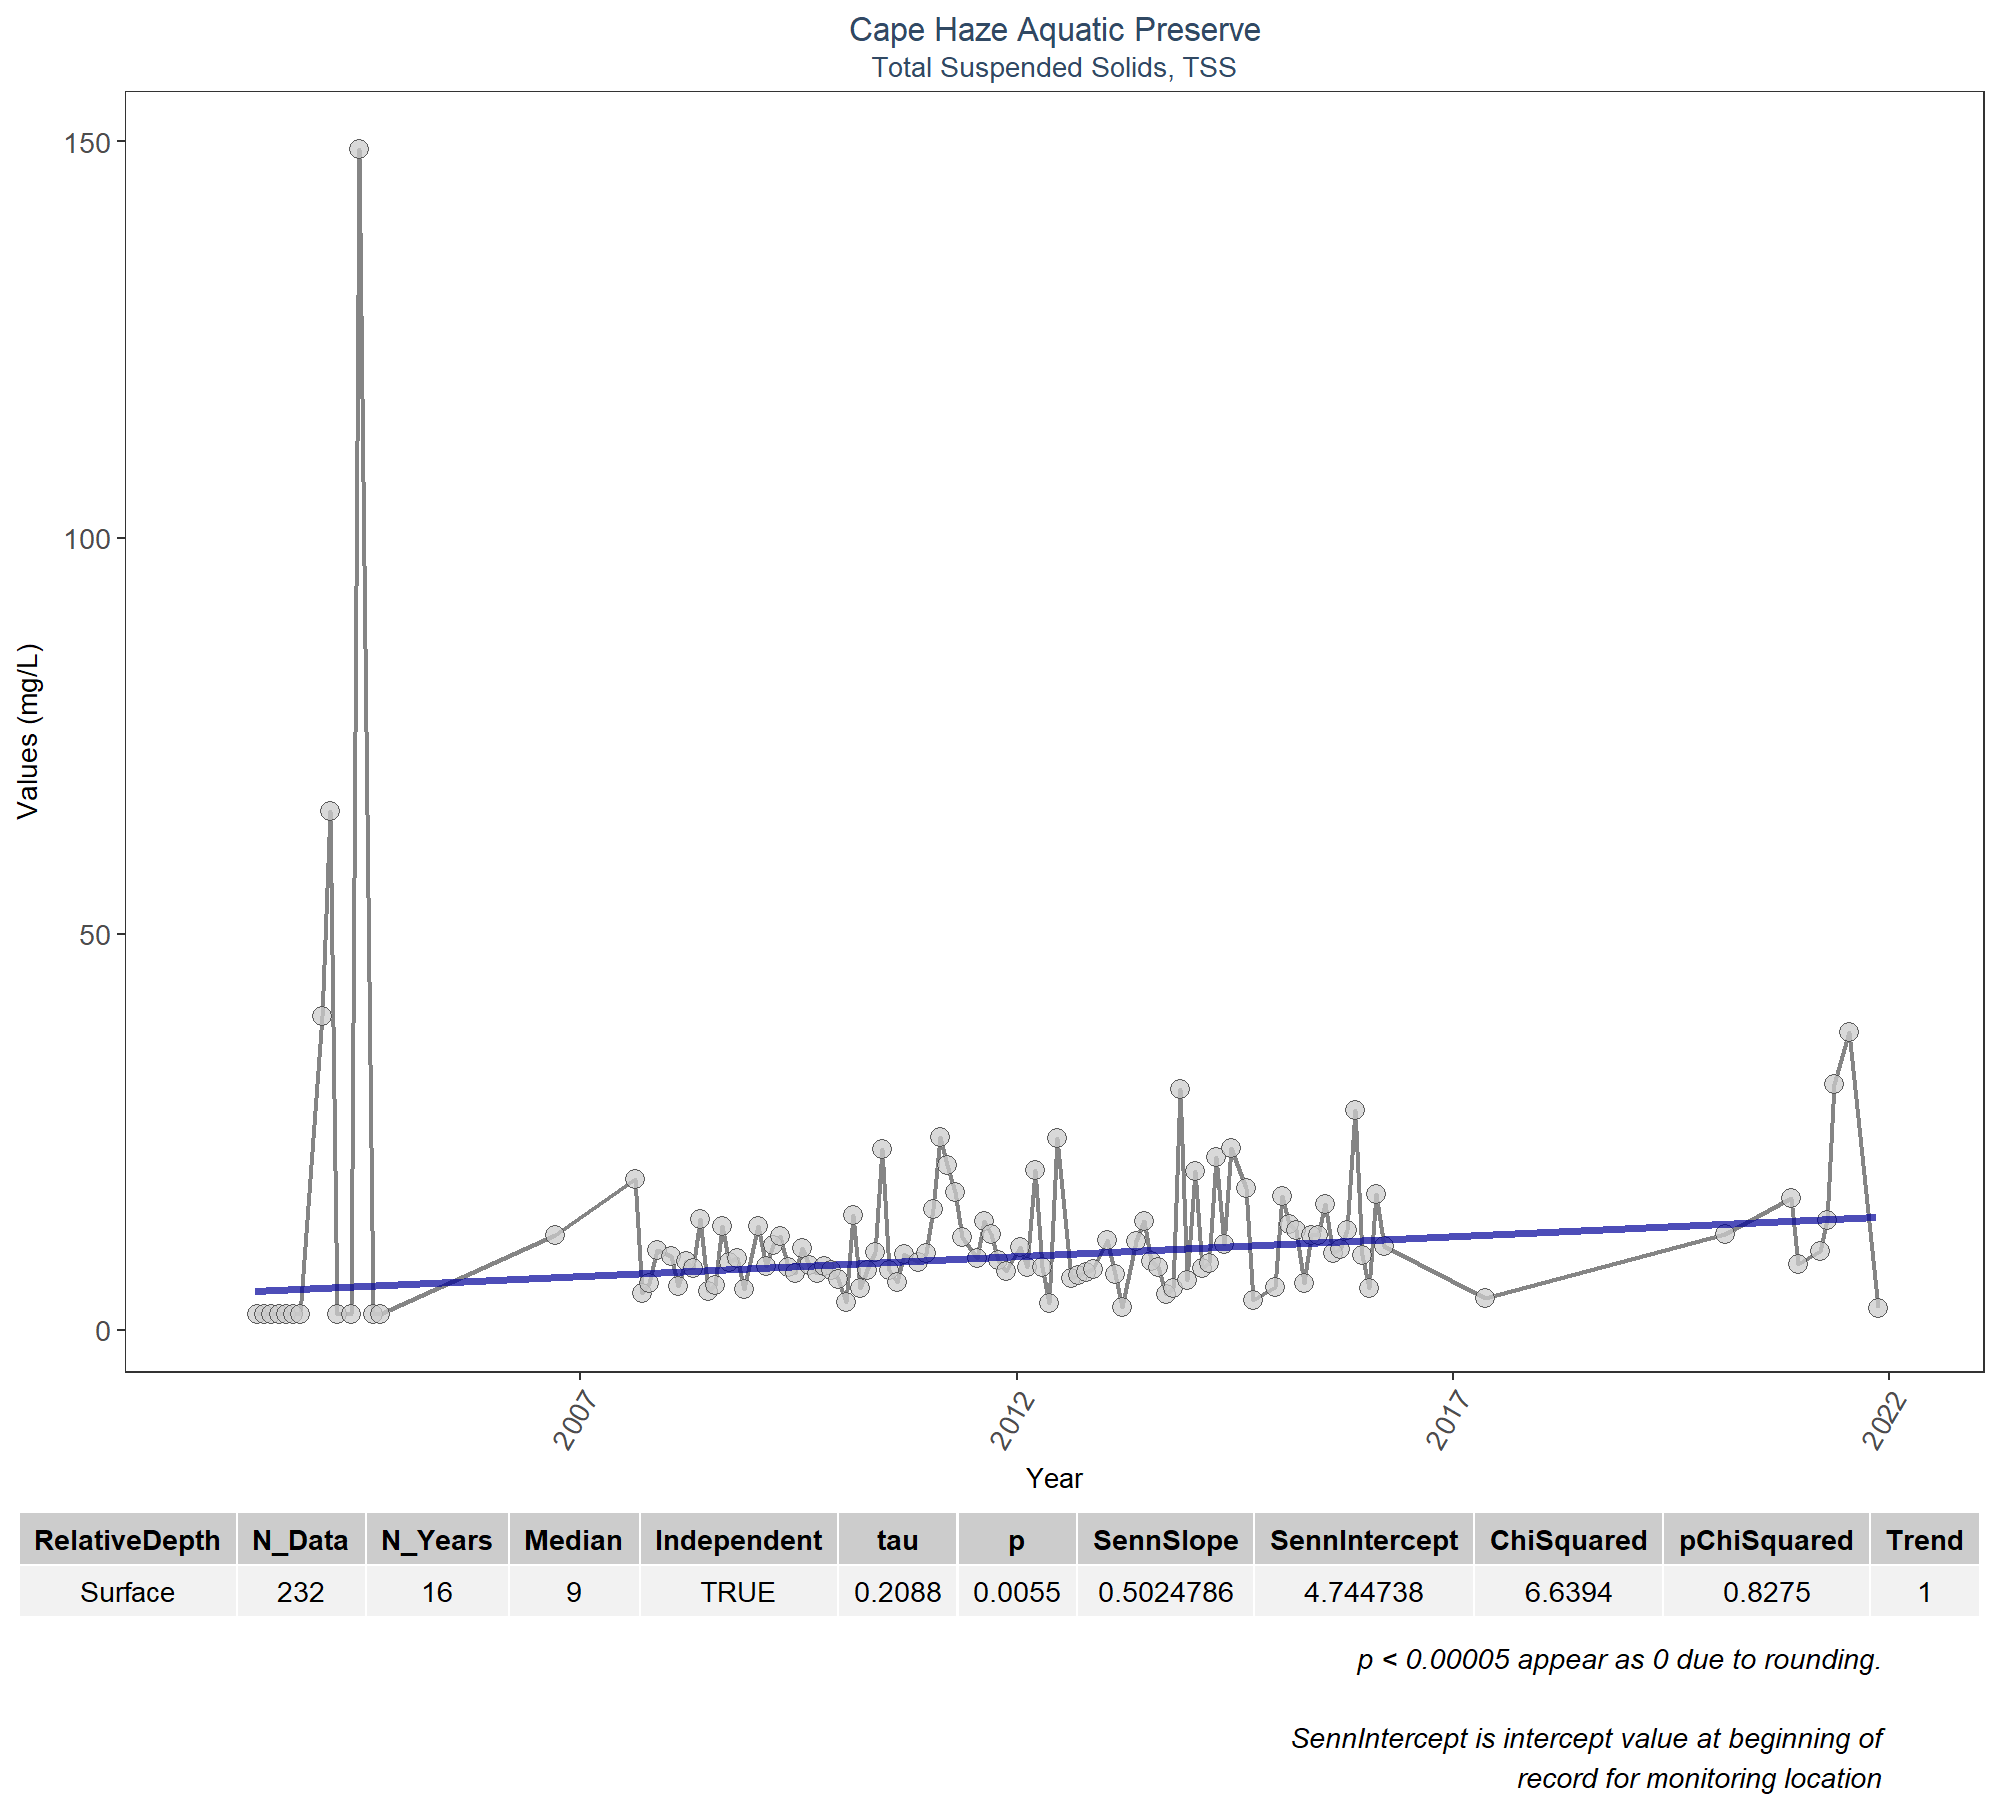 Cape Haze Aquatic Preserve
Total Suspended Solids, TSS
150
100
50
0
Values (mg/L)
2007 2012 2017 2022
Year
RelativeDepth N_Data N_Years Median Independent tau p SennSlope SennIntercept ChiSquared pChiSquared Trend
Surface 232 16 9 TRUE 0.2088 0.0055 0.5024786 4.744738 6.6394 0.8275 1
p < 0.00005 appear as 0 due to rounding.
SennIntercept is intercept value at beginning of
record for monitoring location